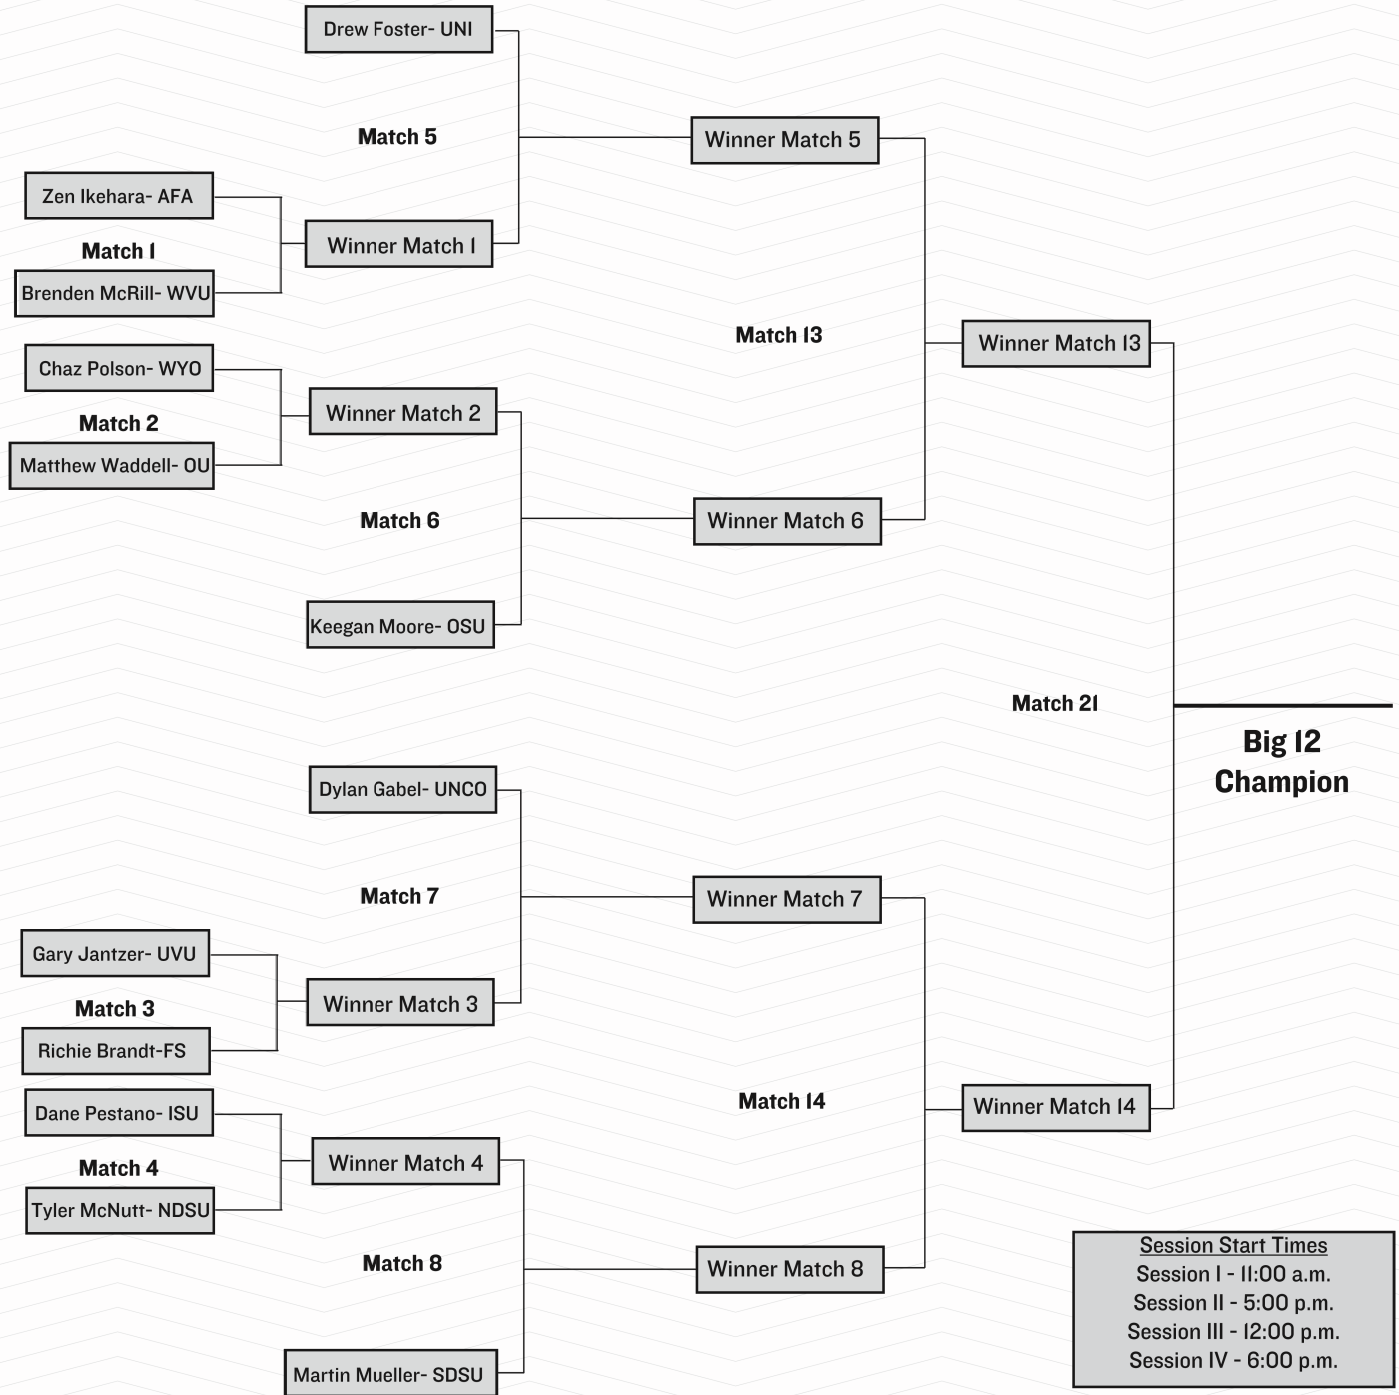 Drew Foster- UNI
Match 5
Winner Match 5
Zen Ikehara- AFA
Match 1
Winner Match 1
Brenden McRill- WVU
Match 13
Winner Match 13
Chaz Polson- WYO
Match 2
Winner Match 2
Matthew Waddell- OU
Match 6
Winner Match 6
Keegan Moore- OSU
Match 21
Big 12
Champion
Dylan Gabel- UNCO
Match 7
Winner Match 7
Gary Jantzer- UVU
Match 3
Winner Match 3
Richie Brandt-FS
Dane Pestano- ISU
Match 14
Winner Match 14
Match 4
Winner Match 4
Tyler McNutt- NDSU
Match 8
Winner Match 8
Martin Mueller- SDSU
Session Start Times
Session I - 11:00 a.m.
Session II - 5:00 p.m.
Session III - 12:00 p.m.
Session IV - 6:00 p.m.